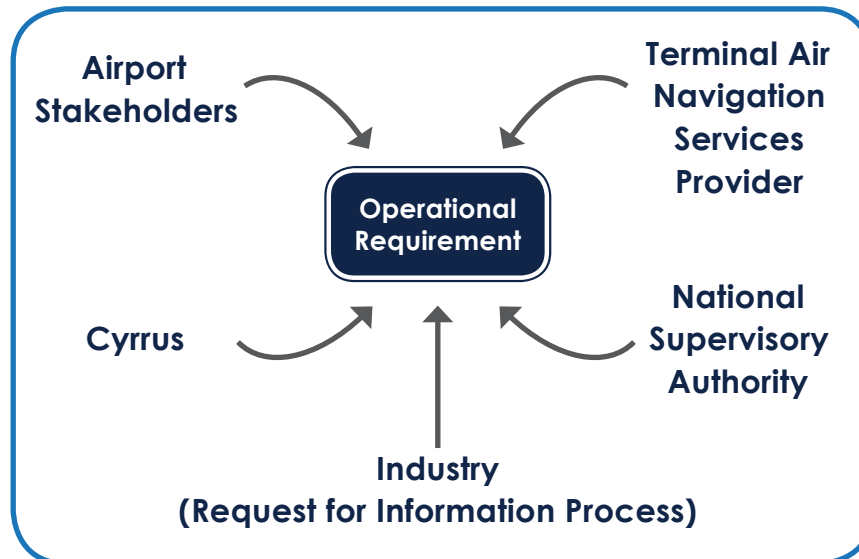 Airport
Stakeholders
Terminal Air
Navigation
Services
Provider
Operational
Requirement
Cyrrus
National
Supervisory
Authority
Industry
(Request for Information Process)